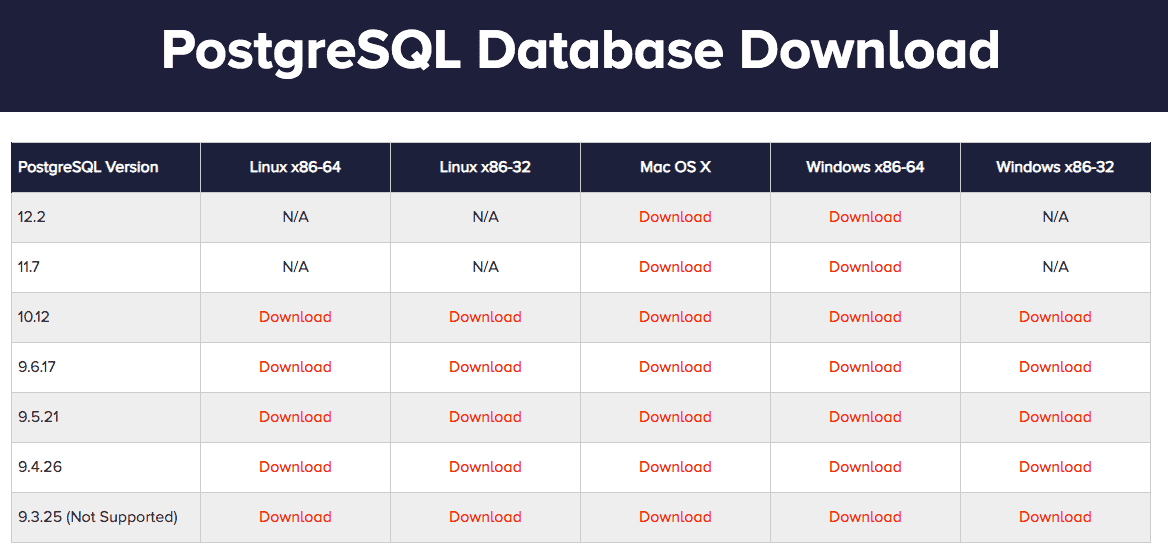 PostgreSQL Database Download
PostgreSQL Version Linux x86-64 Linux x86-32 Mac OS X Windows x86-64 Windows x86-32
12.2 N/A N/A Download Download N/A
11.7 N/A N/A Download Download N/A
10.12 Download Download Download Download Download
9.6.17 Download Download Download Download Download
9.5.21 Download Download Download Download Download
9.4.26 Download Download Download Download Download
9.3.25 (Not Supported) Download Download Download Download Download